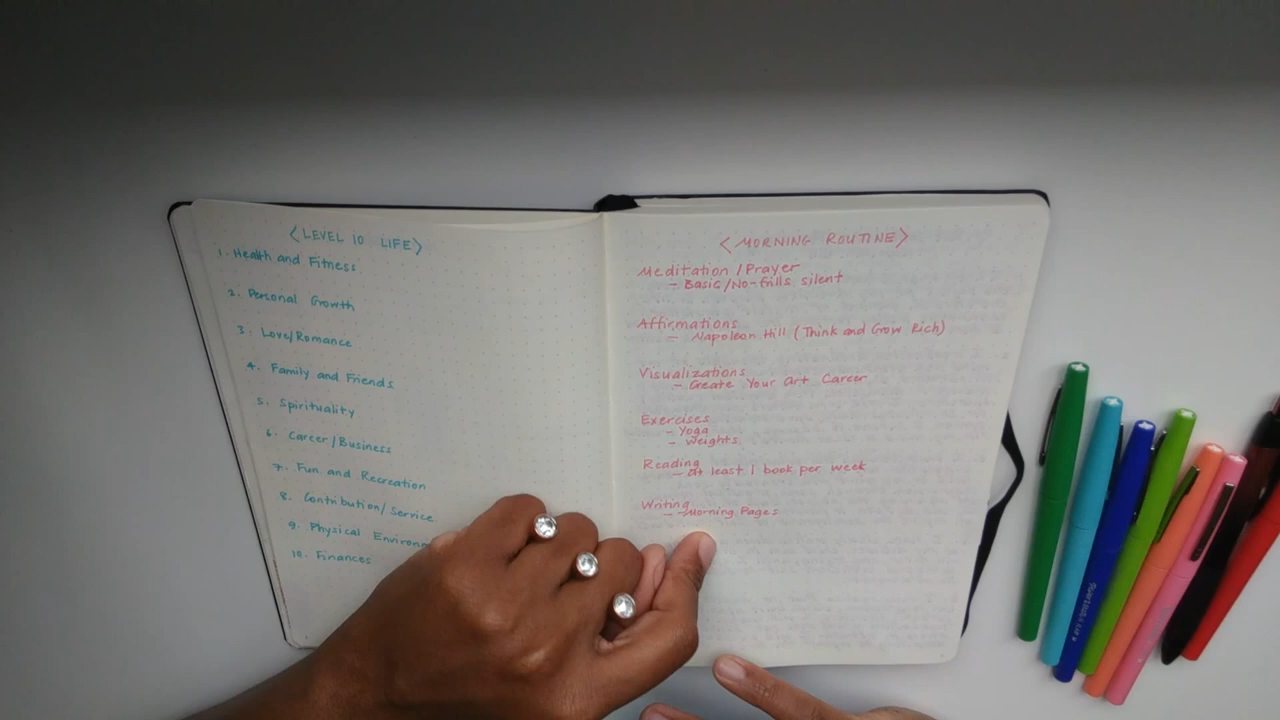 <LEVEL 10 LIFE>
1. Health and Fitness
2. Personal Growth
3. Love/Romance
4. Family and Friends
5. Spirituality
6. Career/Business
7. Fun and Recreation
8. Contribution/Service
9. Physical Environm
10. Finances
<MORNING ROUTINE>
Meditation/Prayer
- Basic/No-frills silent
Affirmations
- Napolean Hill (Think and Grow Rich)
Visualizations
- Create Your Art Career
Exercises
- Yoga
- Weights
Reading
- At least 1 book per week
Writing
- Morning Pages